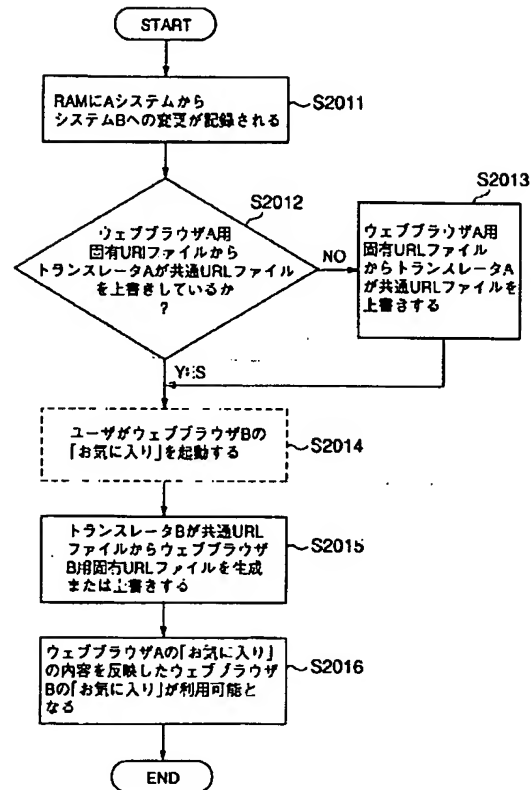 START
RAMにAシステムから
システムBへの変更が記録される
S2011
S2012
ウェブブラウザA用
固有URlファイルから
トランスレータAが共通URLファイル
を上書きしているか
?
NO
S2013
ウェブブラウザA用
固有URLファイル
からトランスレータA
が共通URLファイルを
上書きする
YES
ユーザがウェブブラウザBの
「お気に入り」を起動する
S2014
トランスレータBが共通URL
ファイルからウェブブラウザ
B用固有URLファイルを生成
または上書きする
S2015
ウェブブラウザAの「お気に入り」
の内容を反映したウェブブラウザ
Bの「お気に入り」が利用可能と
なる
S2016
END